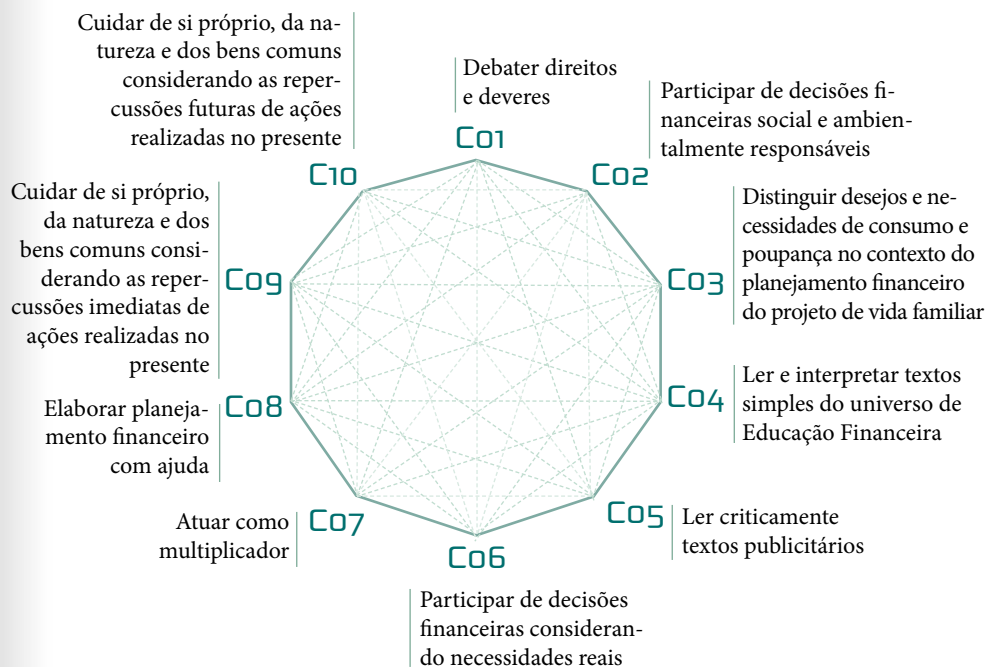 Debater direitos
e deveres
C01
Participar de decisões fi-
nanceiras social e ambien-
talmente responsáveis
C02
Distinguir desejos e ne-
cessidades de consumo e
poupança no contexto do
planejamento financeiro
do projeto de vida familiar
C03
Ler e interpretar textos
simples do universo de
Educação Financeira
C04
Ler criticamente
textos publicitários
C05
Participar de decisões
financeiras consideran-
do necessidades reais
C06
Atuar como
multiplicador
C07
Elaborar planeja-
mento financeiro
com ajuda
C08
Cuidar de si próprio,
da natureza e dos
bens comuns consi-
derando as reper-
cussões imediatas de
ações realizadas no
presente
C09
Cuidar de si próprio, da na-
tureza e dos bens comuns
considerando as reper-
cussões futuras de ações
realizadas no presente
C10